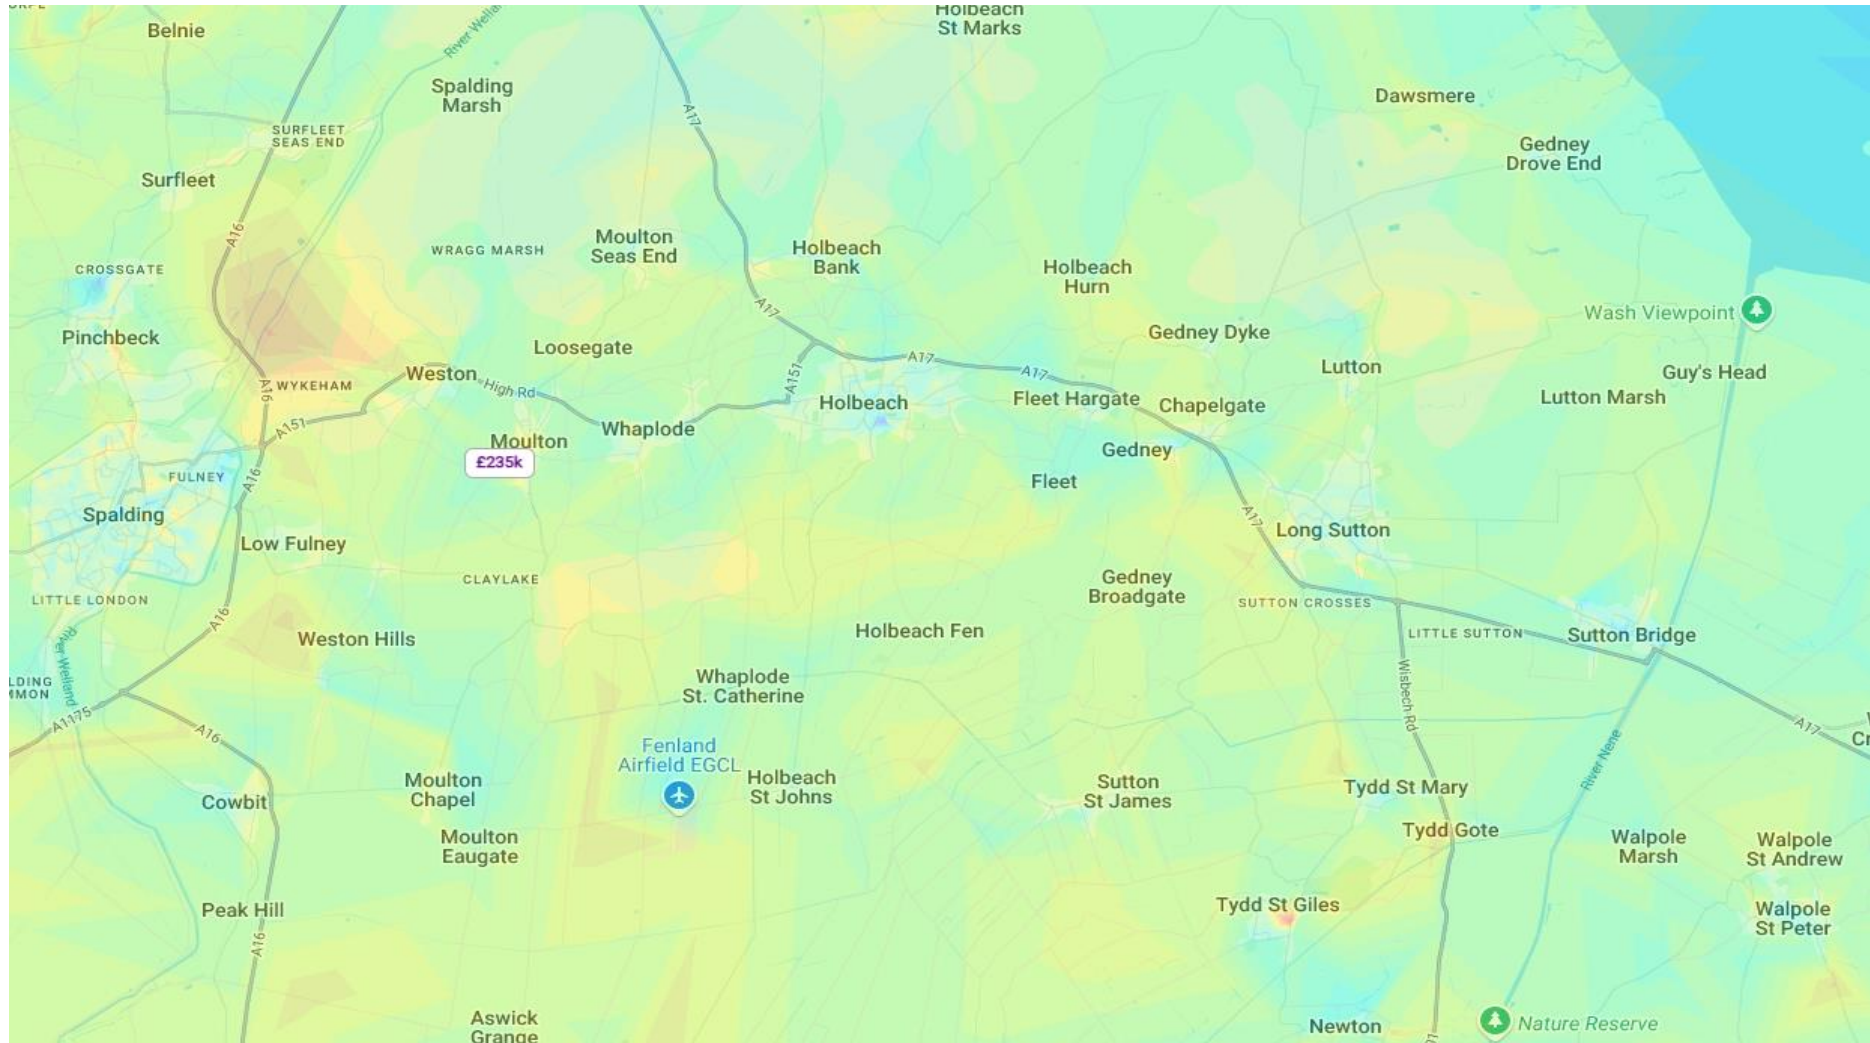 Holbeach
St Marks
Belnie
River Wella
Spalding
Marsh
A17
Dawsmere
SURFLEET
SEAS END
Gedney
Drove End
Surfleet
A16
WRAGG MARSH
Moulton
Seas End
Holbeach
Bank
CROSSGATE
Holbeach
Hurn
A17
Wash Viewpoint
Pinchbeck
Loosegate
Gedney Dyke
A17
A17
Lutton
Guy's Head
Weston
WYKEHAM
A16
High Rd
A151
Holbeach
Fleet Hargate
Chapelgate
Lutton Marsh
A151
Moulton
Whaplode
Gedney
£235k
FULNEY
A16
Fleet
Spalding
A17
Long Sutton
Low Fulney
CLAYLAKE
Gedney
Broadgate
LITTLE LONDON
SUTTON CROSSES
A16
Weston Hills
Holbeach Fen
LITTLE SUTTON
Sutton Bridge
River Welland
LDING
MMON
Whaplode
St. Catherine
Wisbech Rd
A1175
A16
A17
Cr
Fenland
Airfield EGCL
River Nene
Moulton
Chapel
Holbeach
St Johns
Sutton
St James
Tydd St Mary
Cowbit
Tydd Gote
Moulton
Eaugate
Walpole
Marsh
Walpole
St Andrew
Peak Hill
Tydd St Giles
Walpole
St Peter
A16
Aswick
Grange
Newton
Nature Reserve